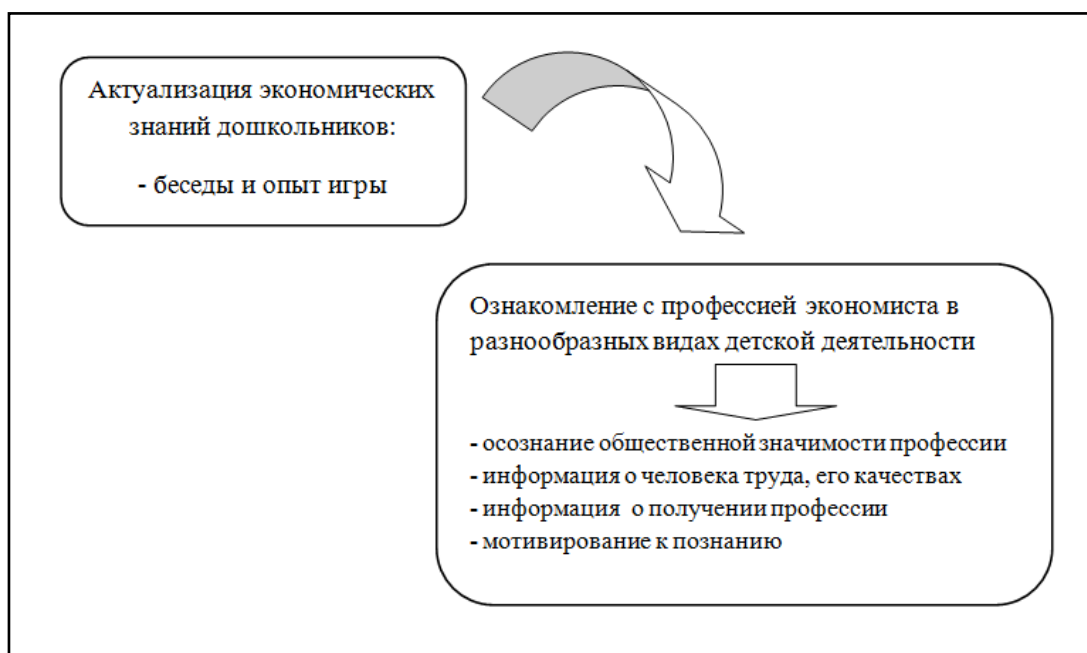 Актуализация экономических
знаний дошкольников:
- беседы и опыт игры
Ознакомление с профессией экономиста в
разнообразных видах детской деятельности
- осознание общественной значимости профессии
- информация о человека труда, его качествах
- информация о получении профессии
- мотивирование к познанию